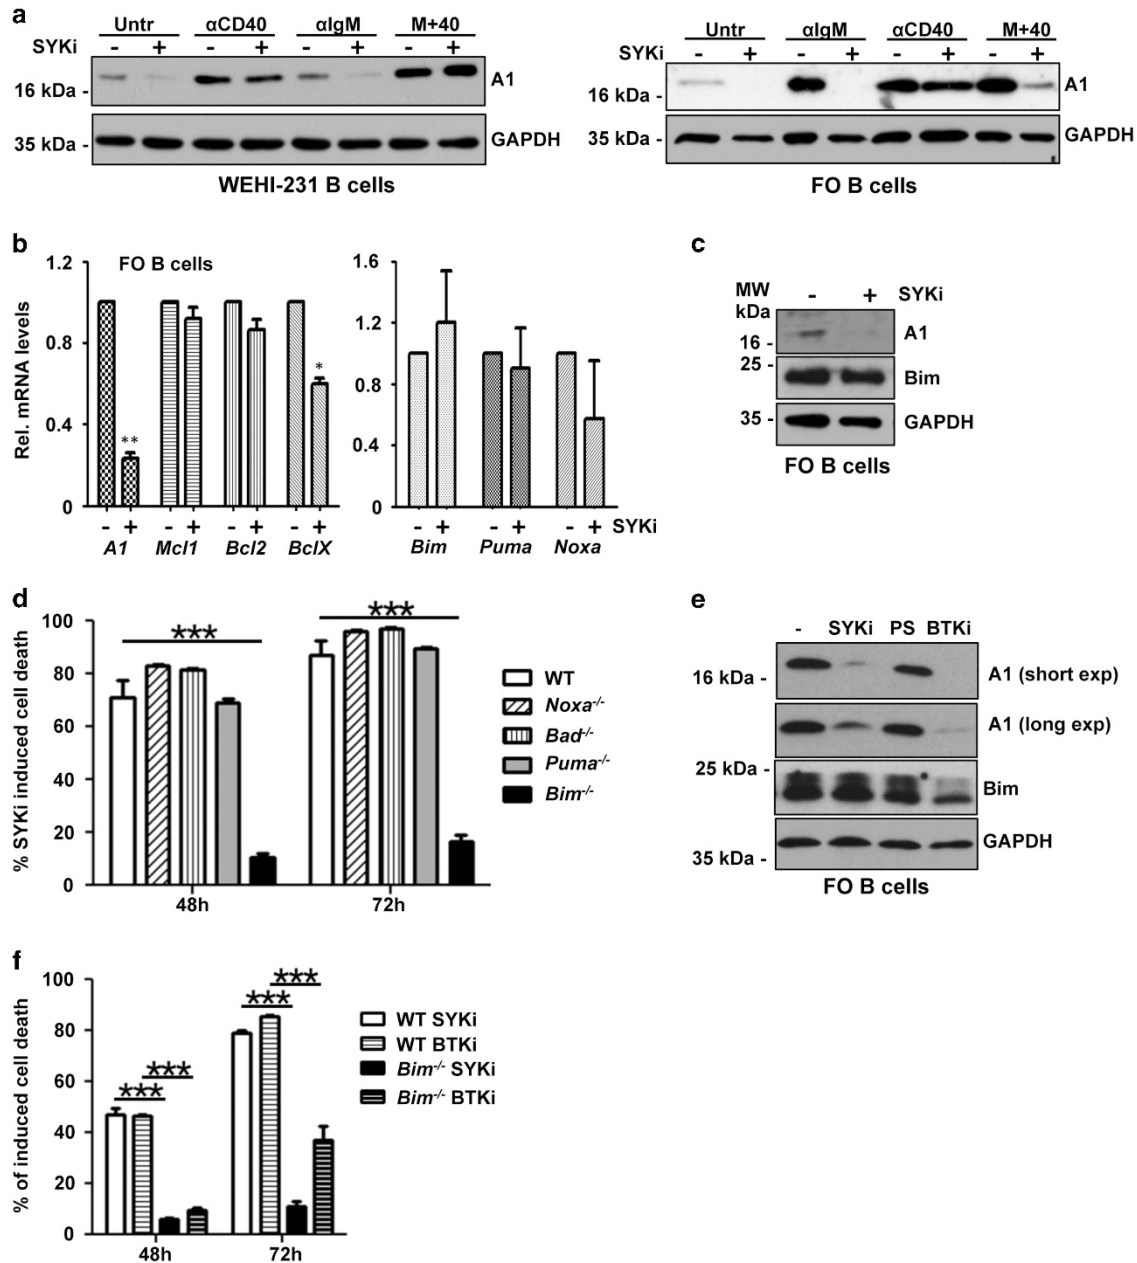 a
Untr αCD40 αIgM M+40
SYKi - + - + - + - +
A1
16 kDa -
35 kDa - GAPDH
WEHI-231 B cells
Untr αIgM αCD40 M+40
SYKi - + - + - + - +
A1
16 kDa -
35 kDa - GAPDH
FO B cells
b
FO B cells
Rel. mRNA levels
1.2
0.8
0.4
0
**
*
- + - + - + - +
A1 Mcl1 Bcl2 BclX
1.6
1.2
0.8
0.4
0
- + - + - + SYKi
Bim Puma Noxa
c
MW
kDa
- + SYKi
A1
16 -
25 -
Bim
35 - GAPDH
FO B cells
d
% SYKi induced cell death
100
80
60
40
20
0
***
***
48h 72h
WT
Noxa-/-
Bad-/-
Puma-/-
Bim-/-
e
- SYKi PS BTKi
16 kDa - A1 (short exp)
A1 (long exp)
25 kDa -
Bim
GAPDH
35 kDa -
FO B cells
f
% of induced cell death
100
80
60
40
20
0
***
***
***
***
48h 72h
WT SYKi
WT BTKi
Bim-/- SYKi
Bim-/- BTKi